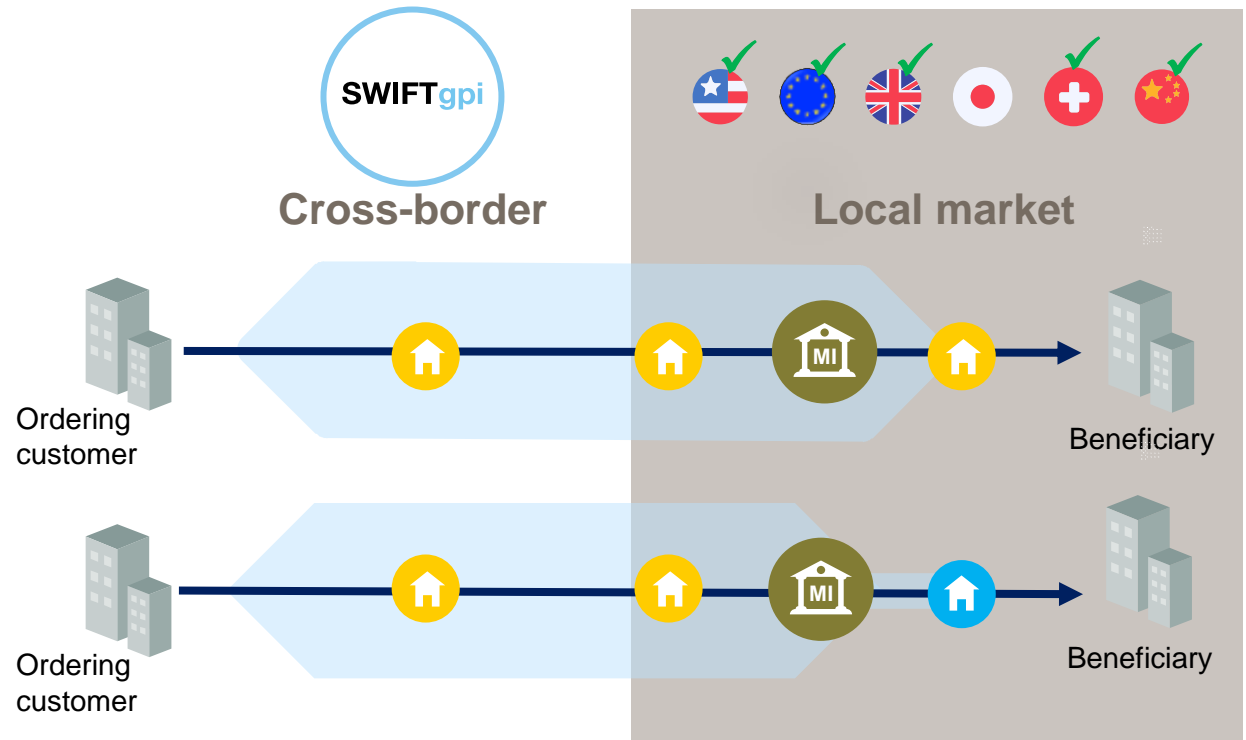 SWIFTgpi
Cross-border
Local market
MI
Ordering
customer
Beneficiary
MI
Ordering
customer
Beneficiary